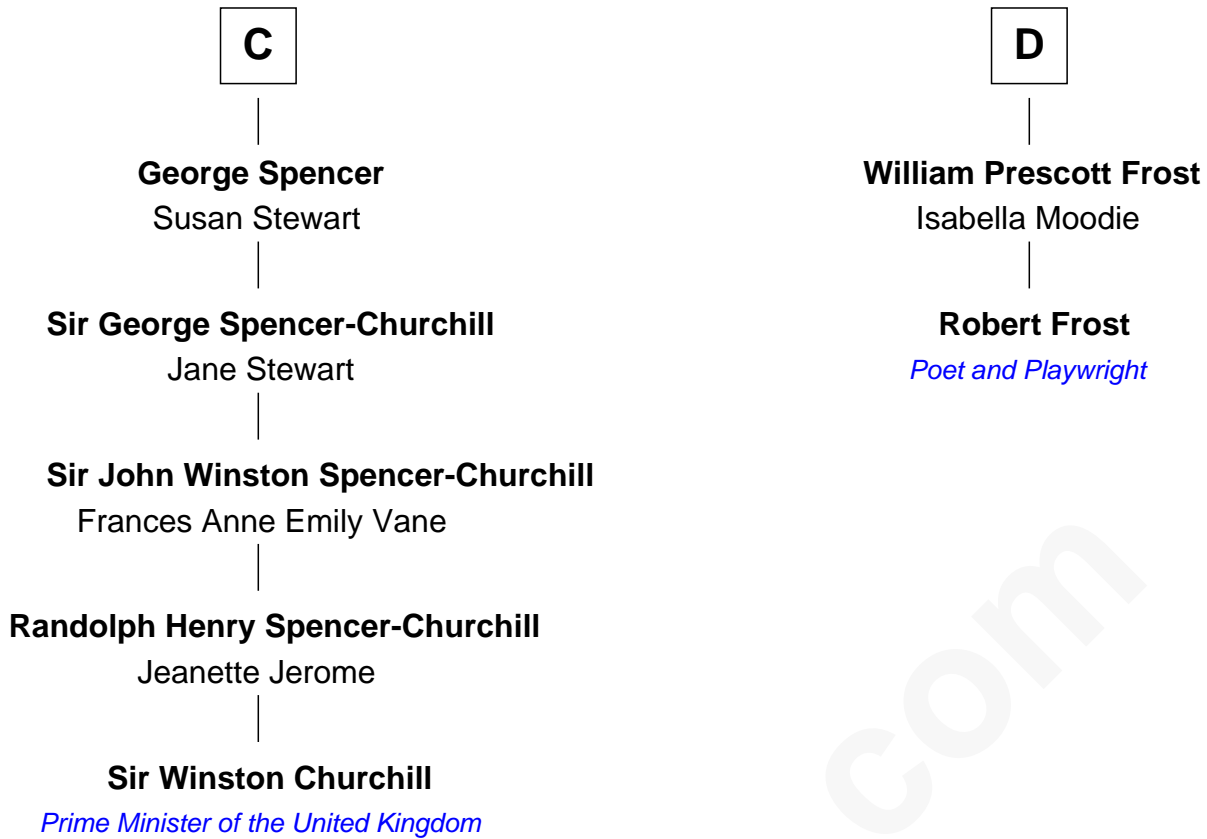 C
George Spencer
Susan Stewart
Sir George Spencer-Churchill
Jane Stewart
Sir John Winston Spencer-Churchill
Frances Anne Emily Vane
Randolph Henry Spencer-Churchill
Jeanette Jerome
Sir Winston Churchill
Prime Minister of the United Kingdom
D
William Prescott Frost
Isabella Moodie
Robert Frost
Poet and Playwright
com